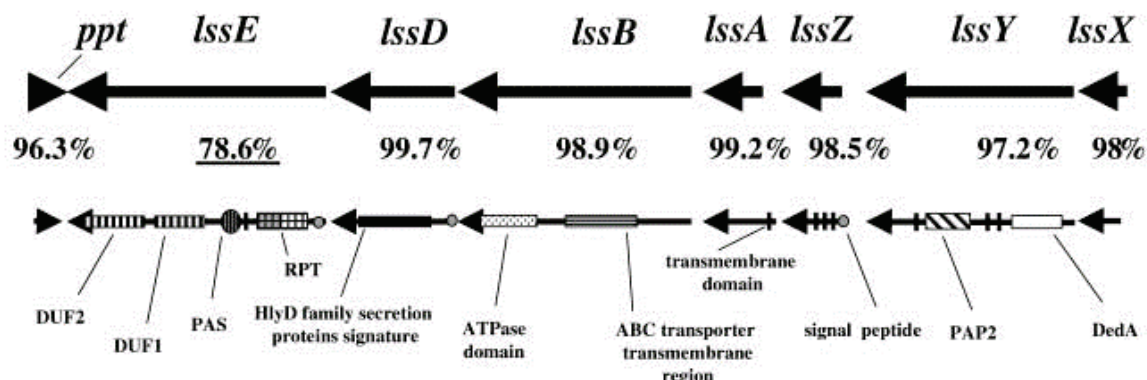 ppt lssE lssD lssB lssA lssZ lssY lssX
96.3% 78.6% 99.7% 98.9% 99.2% 98.5% 97.2% 98%
DUF2
DUF1
PAS
RPT
HlyD family secretion
proteins signature
ATPase
domain
ABC transporter
transmembrane
region
transmembrane
domain
signal peptide
PAP2
DedA